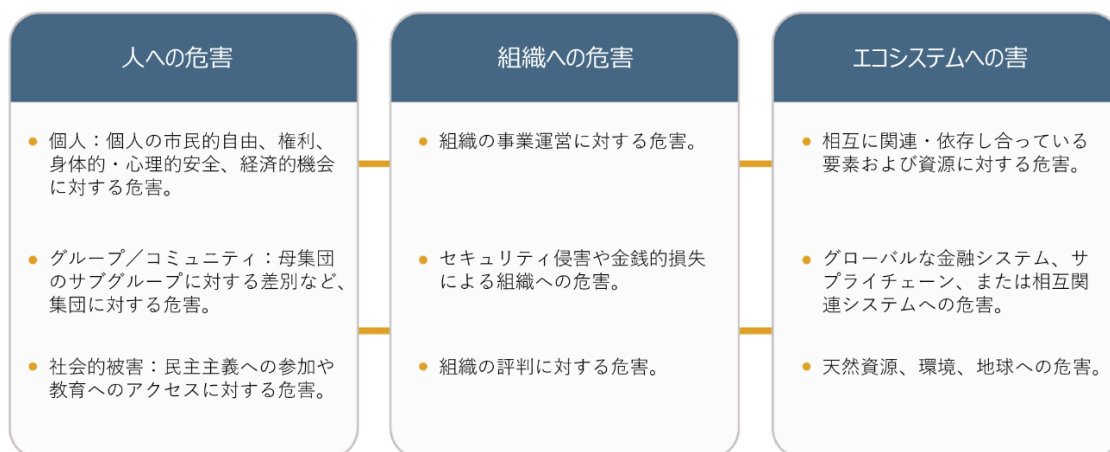 人への危害
個人：個人の市民的自由、権利、
身体的・心理的安全、経済的機会
に対する危害。
グループ／コミュニティ：母集団
のサブグループに対する差別など、
集団に対する危害。
社会的被害：民主主義への参加や
教育へのアクセスに対する危害。
組織への危害
組織の事業運営に対する危害。
セキュリティ侵害や金銭的損失
による組織への危害。
組織の評判に対する危害。
エコシステムへの害
相互に関連・依存し合っている
要素および資源に対する危害。
グローバルな金融システム、サ
プライチェーン、または相互関
連システムへの危害。
天然資源、環境、地球への危害。